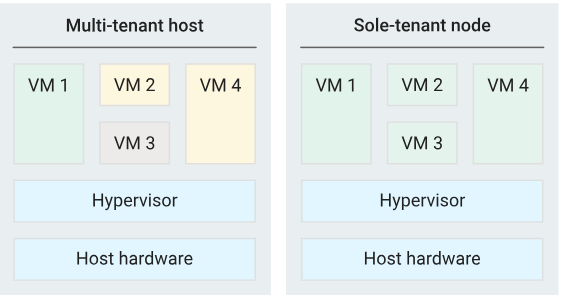 Multi-tenant host
VM 1
VM 2
VM 4
VM 3
Hypervisor
Host hardware
Sole-tenant node
VM 1
VM 2
VM 4
VM 3
Hypervisor
Host hardware